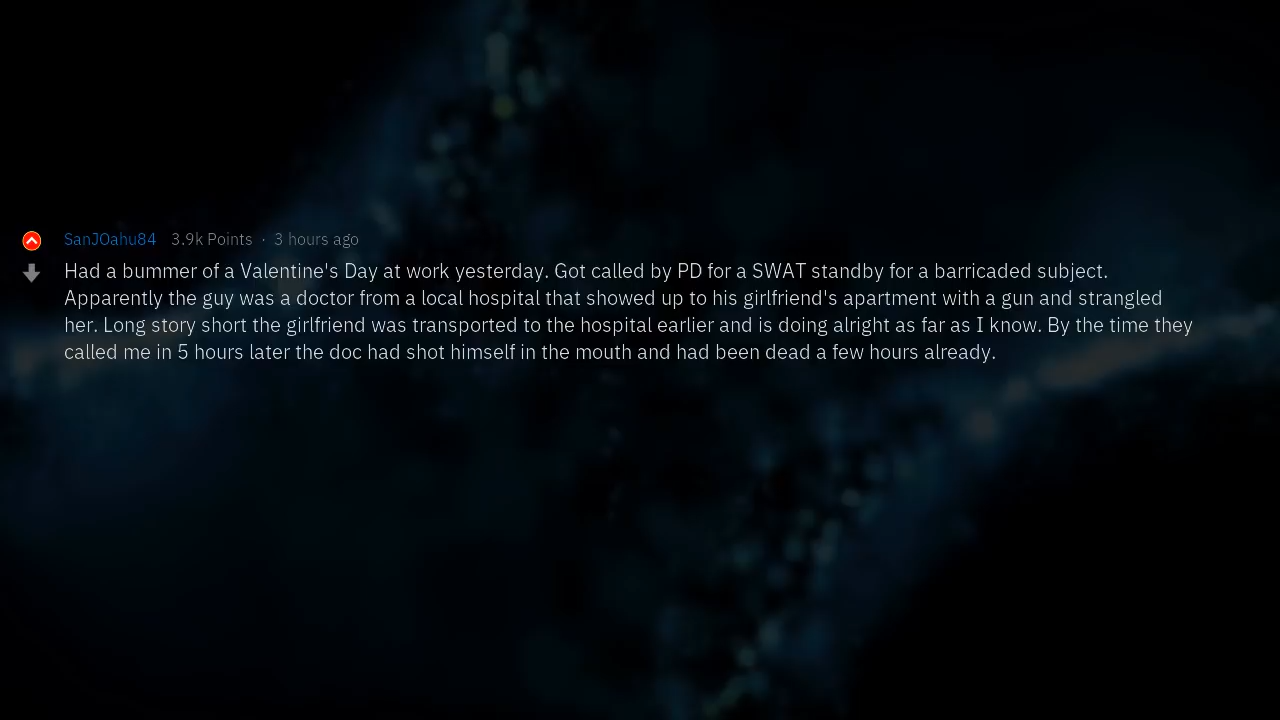 SanJOahu84 3.9k Points · 3 hours ago
Had a bummer of a Valentine's Day at work yesterday. Got called by PD for a SWAT standby for a barricaded subject.
Apparently the guy was a doctor from a local hospital that showed up to his girlfriend's apartment with a gun and strangled
her. Long story short the girlfriend was transported to the hospital earlier and is doing alright as far as I know. By the time they
called me in 5 hours later the doc had shot himself in the mouth and had been dead a few hours already.